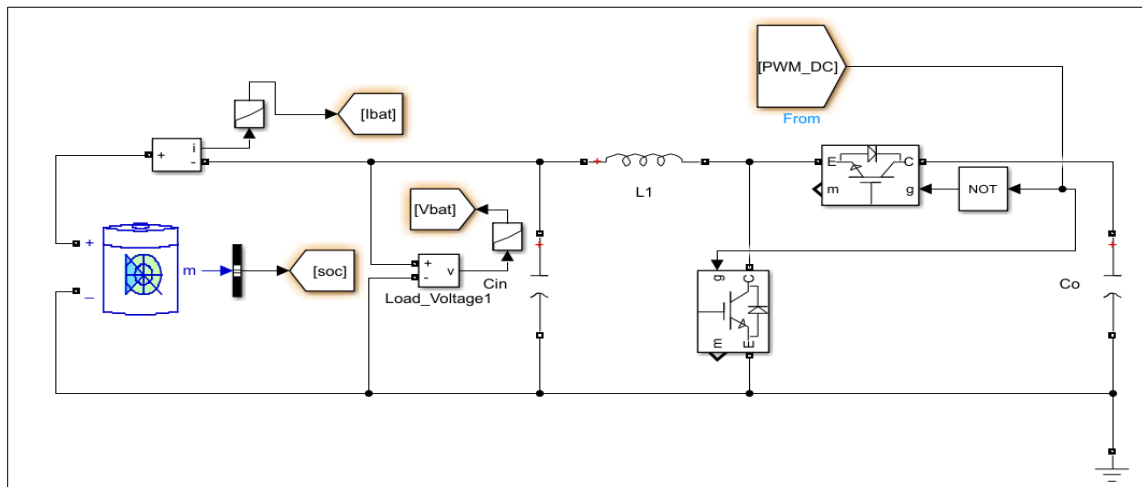 [PWM_DC]
From
[Ibat]
+
i
-
+
L1
E
C
m
g
NOT
[Vbat]
+
m
[soc]
+
-
v
Load_Voltage1
Cin
+
g
C
m
E
Co
+
_